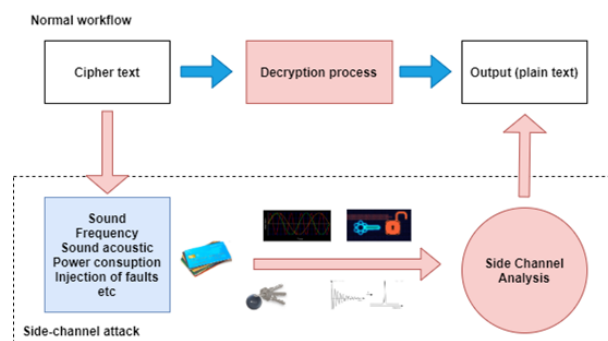 Normal workflow
Cipher text
Decryption process
Output (plain text)
Sound
Frequency
Sound acoustic
Power consuption
Injection of faults
etc
Side Channel
Analysis
Side-channel attack